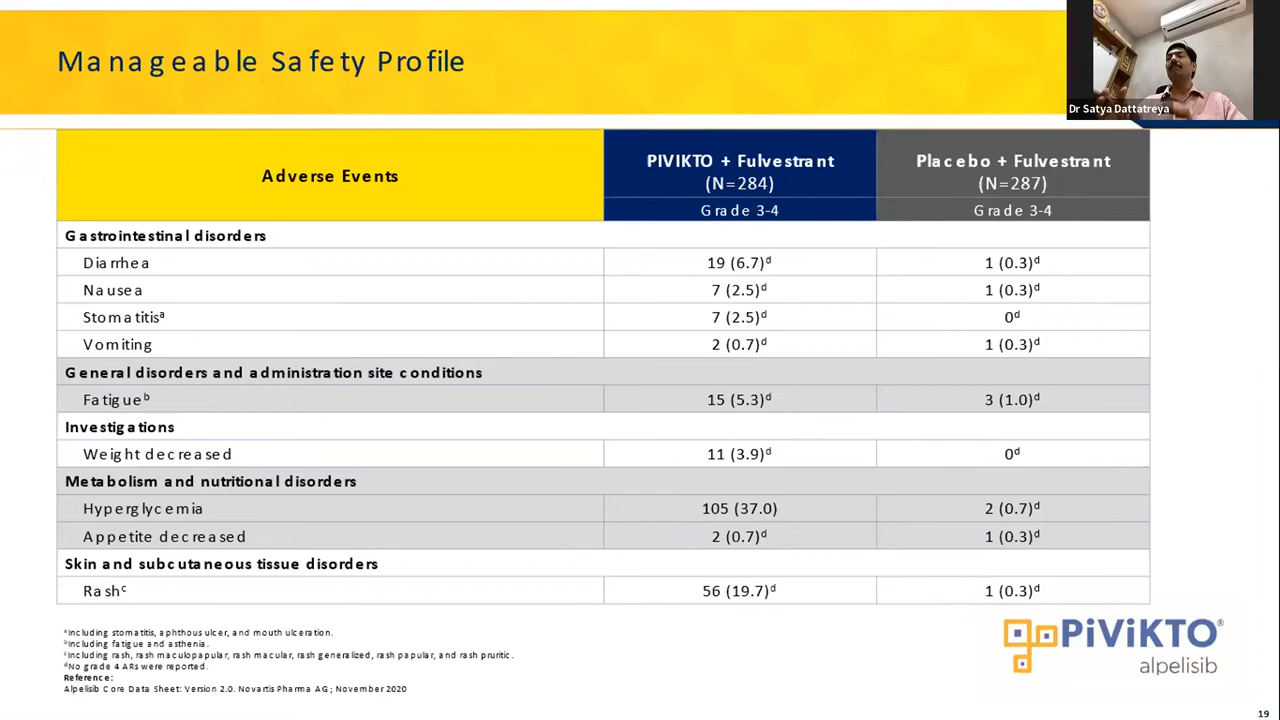 Manageable Safety Profile
Dr Satya Dattatreya
Adverse Events
PIVIKTO + Fulvestrant
(N=284)
Grade 3-4
Placebo + Fulvestrant
(N=287)
Grade 3-4
Gastrointestinal disorders
Diarrhea 19 (6.7)ᵈ 1 (0.3)ᵈ
Nausea 7 (2.5)ᵈ 1 (0.3)ᵈ
Stomatitisᵃ 7 (2.5)ᵈ 0ᵈ
Vomiting 2 (0.7)ᵈ 1 (0.3)ᵈ
General disorders and administration site conditions
Fatigueᵇ 15 (5.3)ᵈ 3 (1.0)ᵈ
Investigations
Weight decreased 11 (3.9)ᵈ 0ᵈ
Metabolism and nutritional disorders
Hyperglycemia 105 (37.0) 2 (0.7)ᵈ
Appetite decreased 2 (0.7)ᵈ 1 (0.3)ᵈ
Skin and subcutaneous tissue disorders
Rashᶜ 56 (19.7)ᵈ 1 (0.3)ᵈ
ᵃIncluding stomatitis, aphthous ulcer, and mouth ulceration.
ᵇIncluding fatigue and asthenia.
ᶜIncluding rash, rash maculopapular, rash macular, rash generalized, rash papular, and rash pruritic.
ᵈNo grade 4 ARs were reported.
Reference:
Alpelisib Core Data Sheet: Version 2.0. Novartis Pharma AG; November 2020
PiViKTO®
alpelisib
19